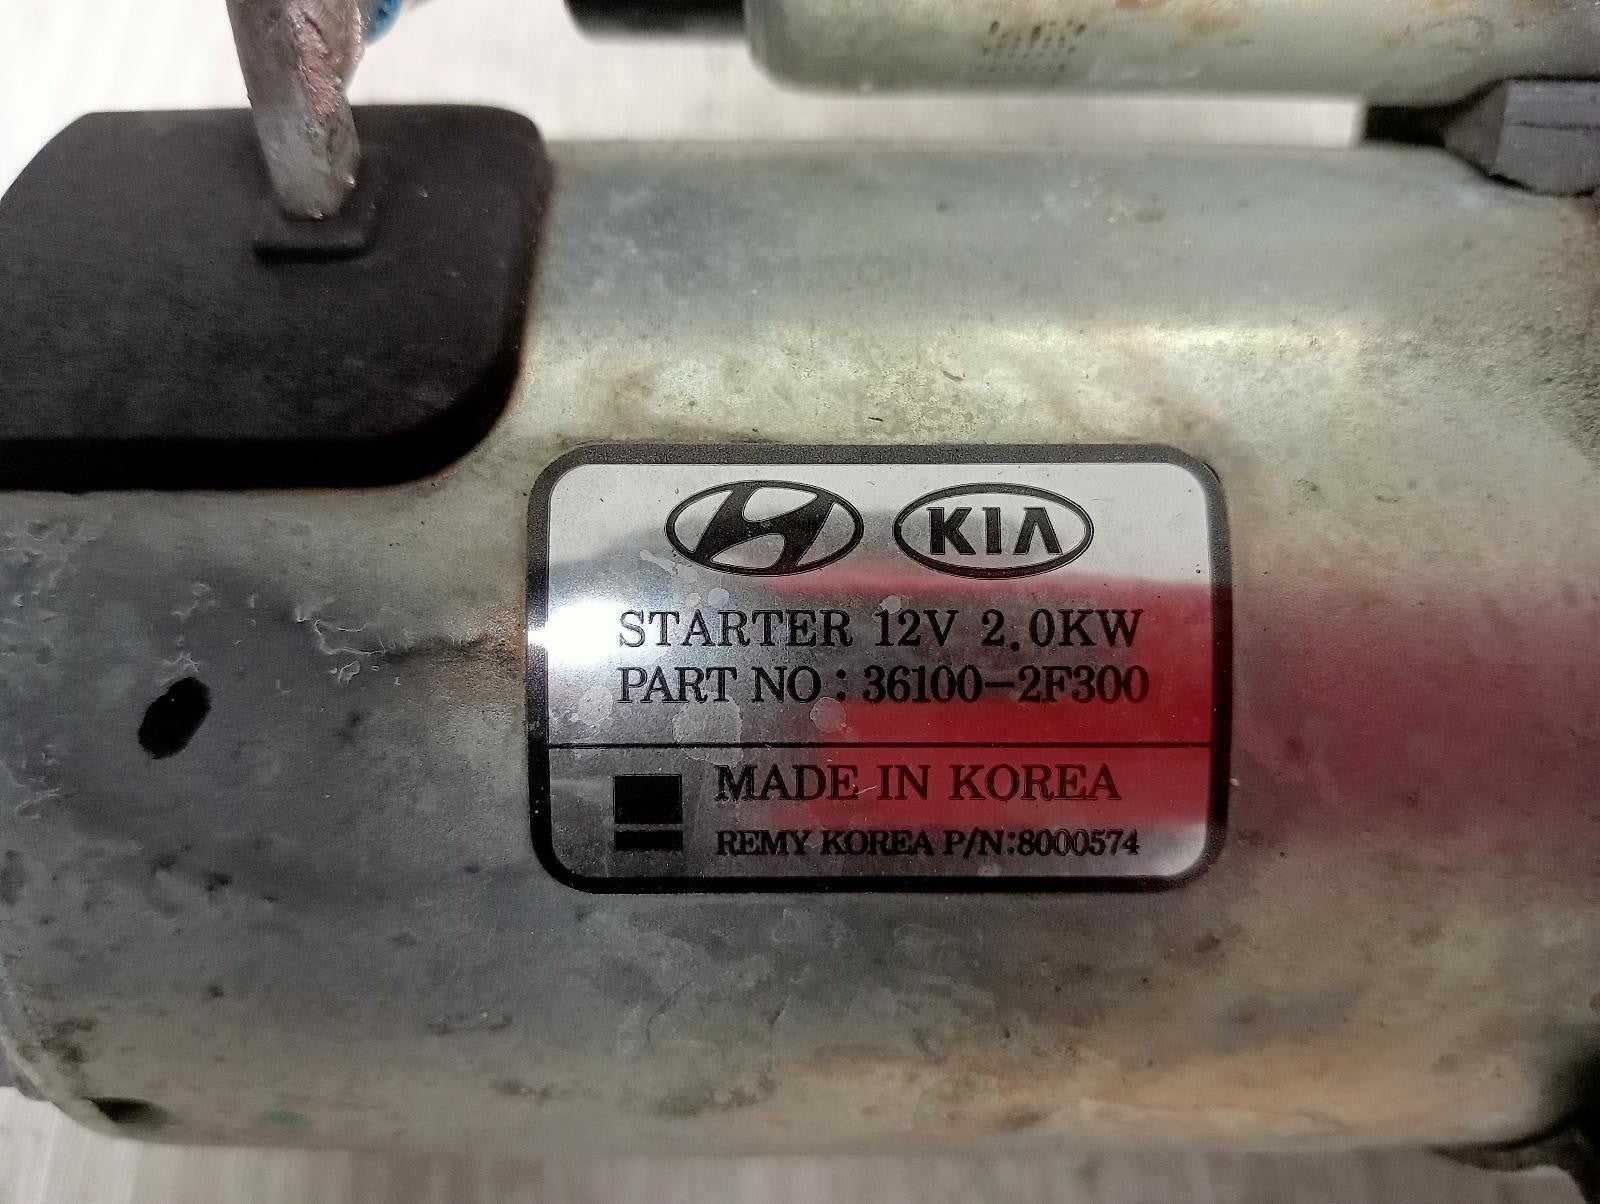 KIA
STARTER 12V 2.0KW
PART NO : 36100-2F300
MADE IN KOREA
REMY KOREA P/N:8000574